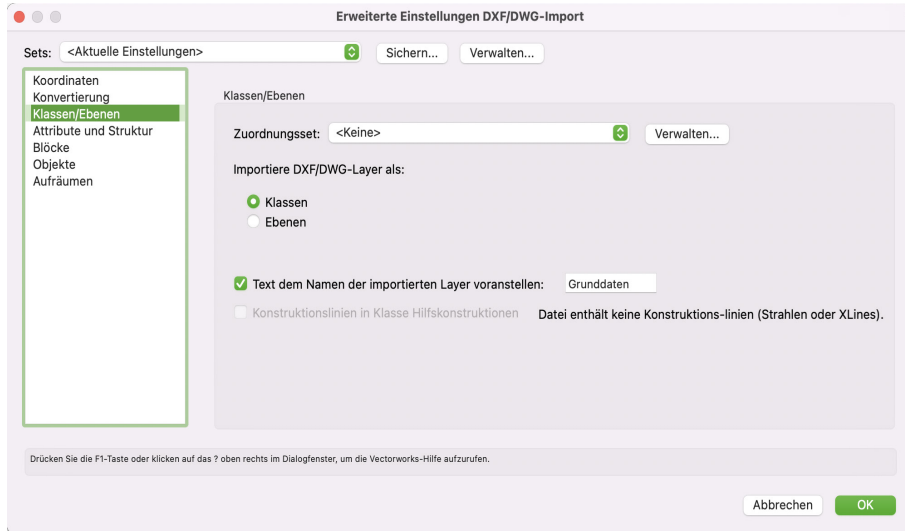 Erweiterte Einstellungen DXF/DWG-Import
Sets: <Aktuelle Einstellungen> Sichern... Verwalten...
Koordinaten
Konvertierung
Klassen/Ebenen
Attribute und Struktur
Blöcke
Objekte
Aufräumen
Klassen/Ebenen
Zuordnungsset: <Keine> Verwalten...
Importiere DXF/DWG-Layer als:
Klassen
Ebenen
Text dem Namen der importierten Layer voranstellen: Grunddaten
Konstruktionslinien in Klasse Hilfskonstruktionen Datei enthält keine Konstruktions-linien (Strahlen oder XLines).
Drücken Sie die F1-Taste oder klicken auf das ? oben rechts im Dialogfenster, um die Vectorworks-Hilfe aufzurufen.
Abbrechen OK